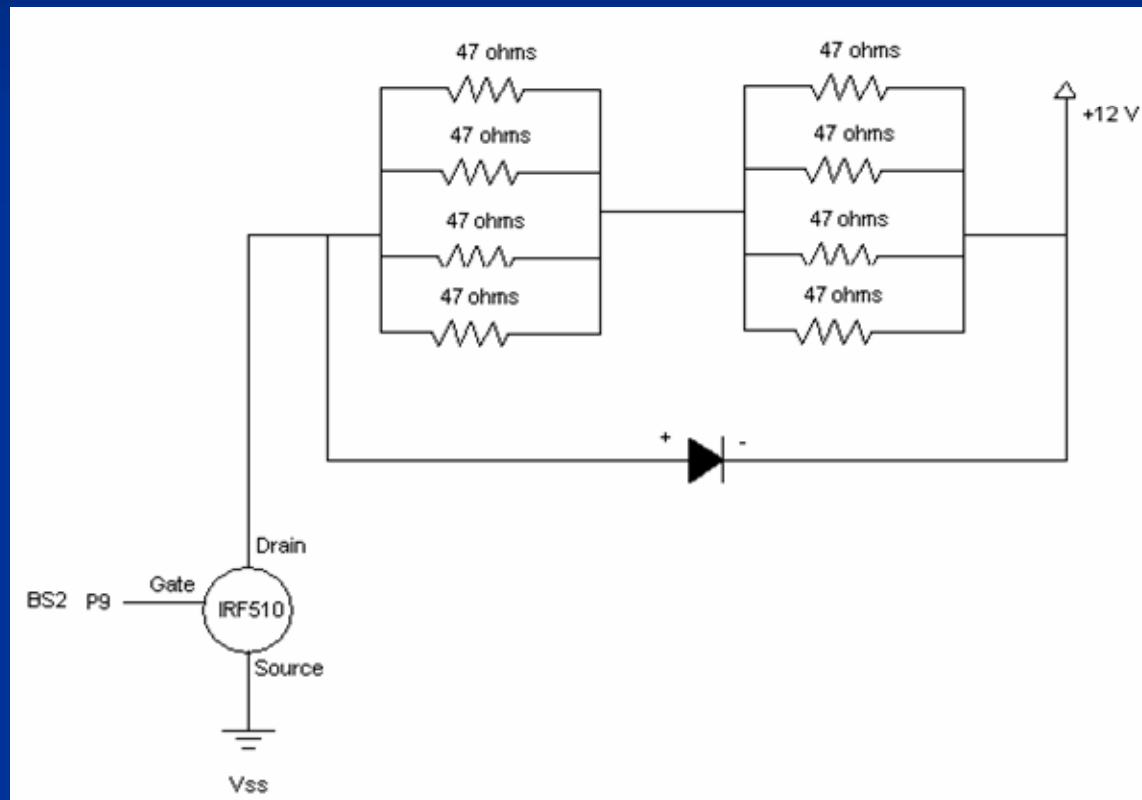 47 ohms
47 ohms
47 ohms
47 ohms
47 ohms
47 ohms
47 ohms
47 ohms
+12 V
+ -
Drain
Gate
BS2 P9
IRF510
Source
Vss